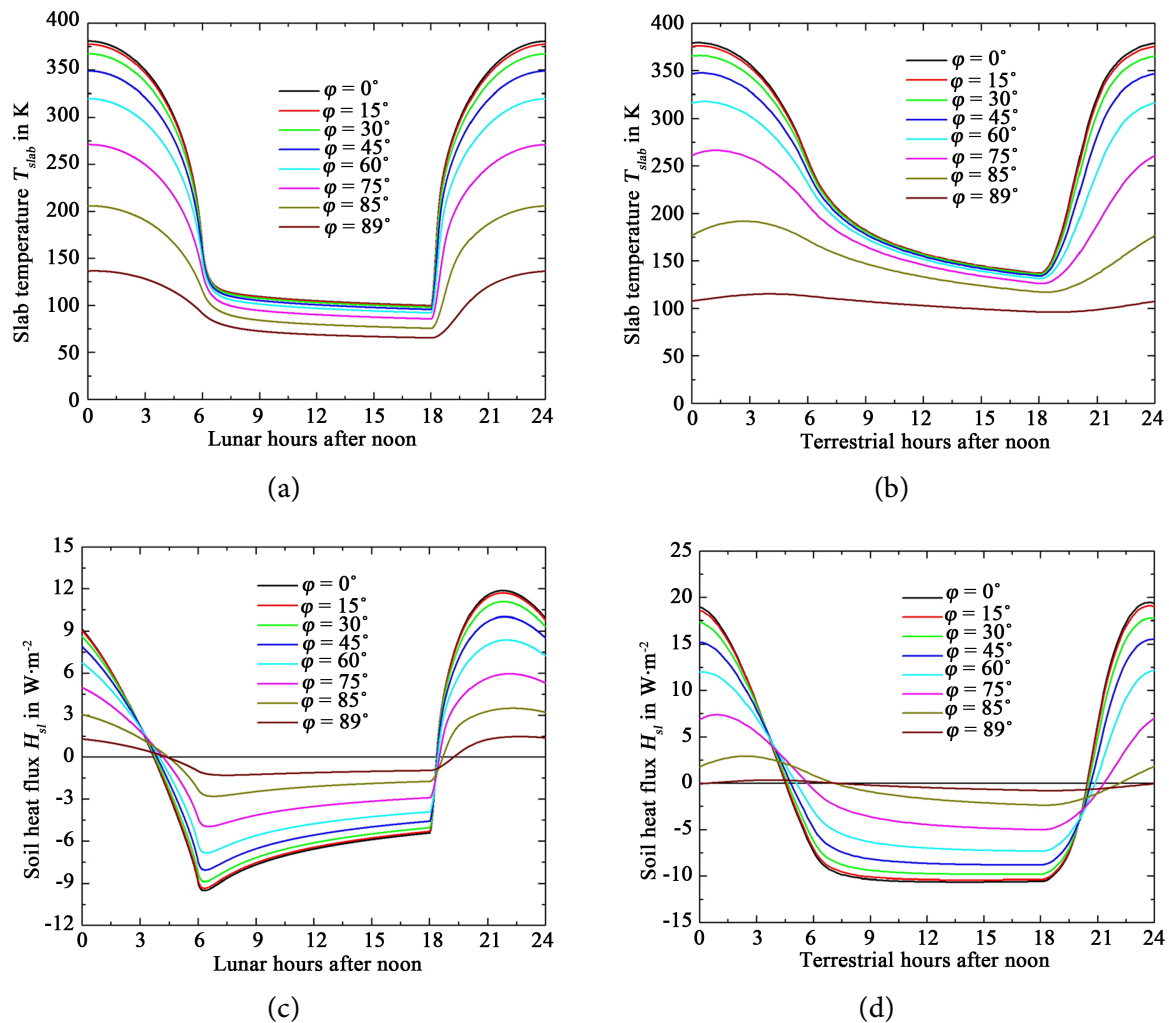 Slab temperature T_slab in K
400
350
300
250
200
150
100
50
0
φ = 0°
φ = 15°
φ = 30°
φ = 45°
φ = 60°
φ = 75°
φ = 85°
φ = 89°
0 3 6 9 12 15 18 21 24
Lunar hours after noon
(a)
Slab temperature T_slab in K
400
350
300
250
200
150
100
50
0
φ = 0°
φ = 15°
φ = 30°
φ = 45°
φ = 60°
φ = 75°
φ = 85°
φ = 89°
0 3 6 9 12 15 18 21 24
Terrestrial hours after noon
(b)
Soil heat flux H_sl in W·m⁻²
15
12
9
6
3
0
-3
-6
-9
-12
φ = 0°
φ = 15°
φ = 30°
φ = 45°
φ = 60°
φ = 75°
φ = 85°
φ = 89°
0 3 6 9 12 15 18 21 24
Lunar hours after noon
(c)
Soil heat flux H_sl in W·m⁻²
25
20
15
10
5
0
-5
-10
-15
φ = 0°
φ = 15°
φ = 30°
φ = 45°
φ = 60°
φ = 75°
φ = 85°
φ = 89°
0 3 6 9 12 15 18 21 24
Terrestrial hours after noon
(d)